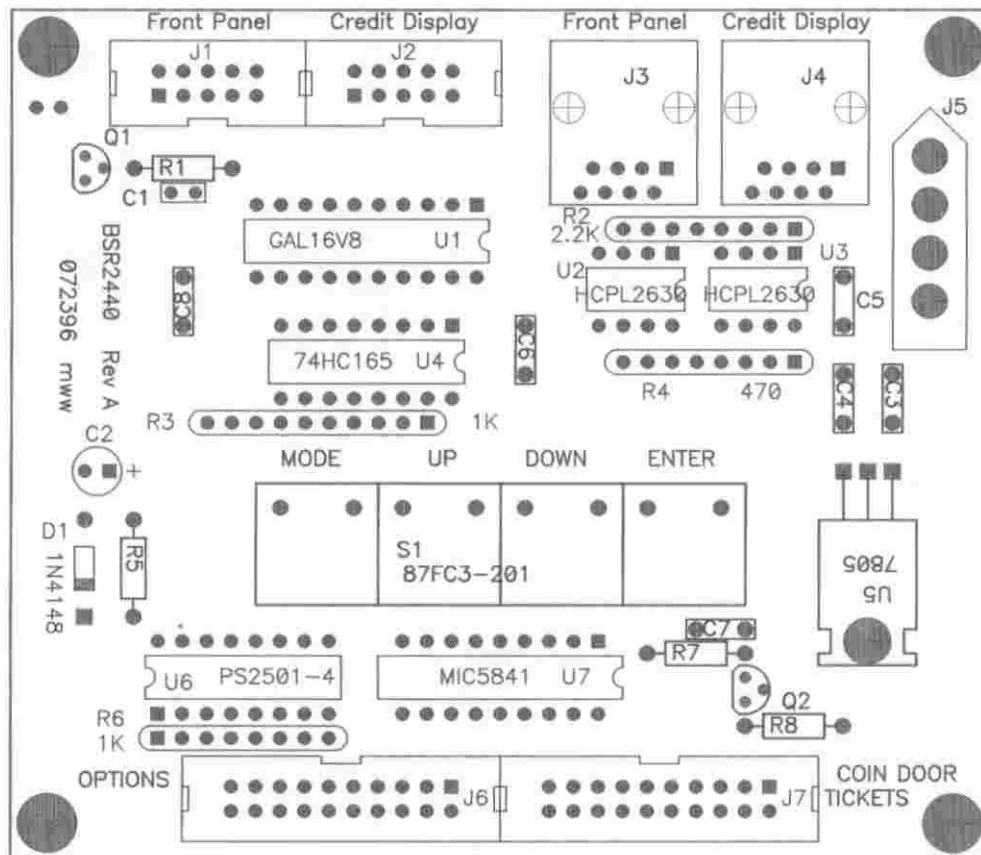 Front Panel
Credit Display
Front Panel
Credit Display
J1
J2
J3
J4
J5
Q1
R1
C1
R2
2.2K
GAL16V8
U1
U2
U3
HCPL2630
HCPL2630
C5
BSR2440 Rev A
072396 mww
C8
C6
74HC165
U4
R4
470
C4
C3
R3
1K
C2
+
MODE
UP
DOWN
ENTER
D1
1N4148
R5
S1
87FC3-201
U5
7805
C7
R7
U6
PS2501-4
MIC5841
U7
Q2
R8
R6
1K
OPTIONS
J6
J7
COIN DOOR
TICKETS